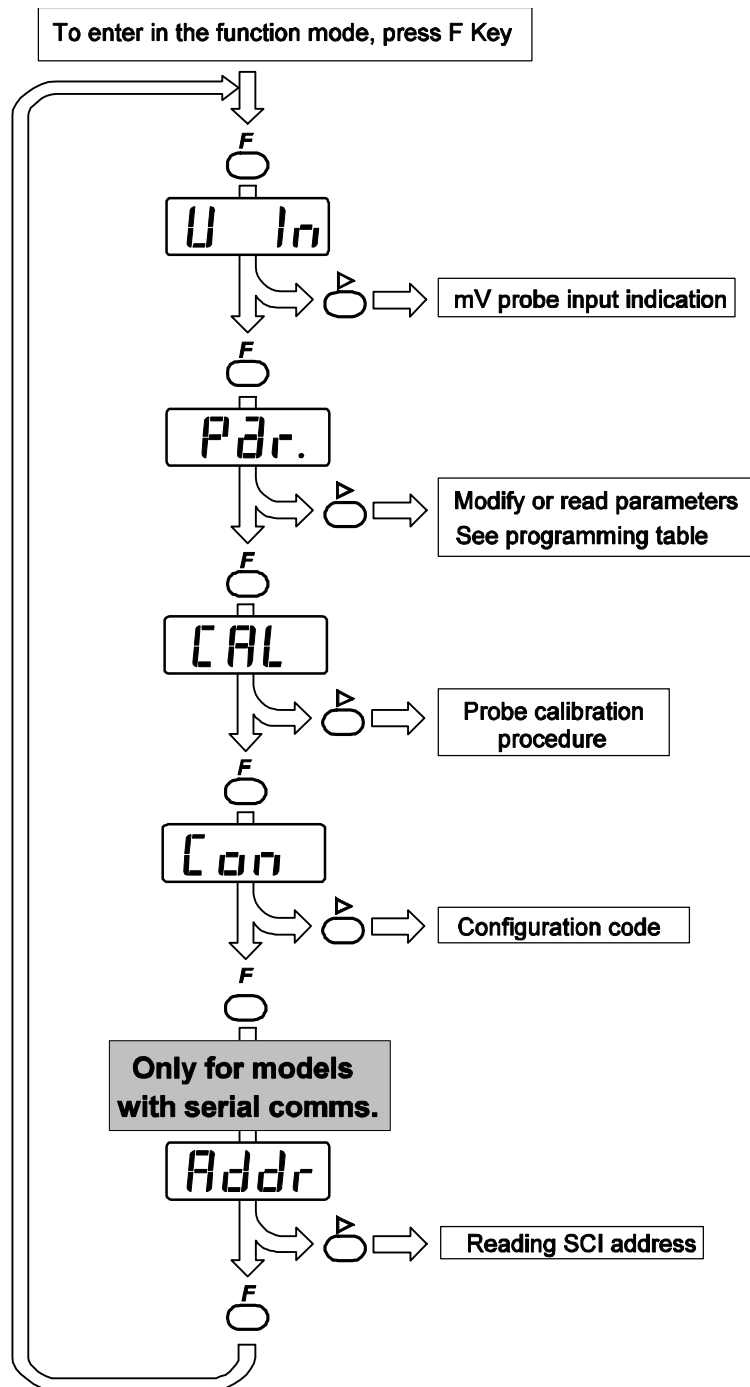 To enter in the function mode, press F Key
F
U In
mV probe input indication
F
Par.
Modify or read parameters
See programming table
F
CAL
Probe calibration
procedure
F
Con
Configuration code
F
Only for models
with serial comms.
Addr
Reading SCI address
F